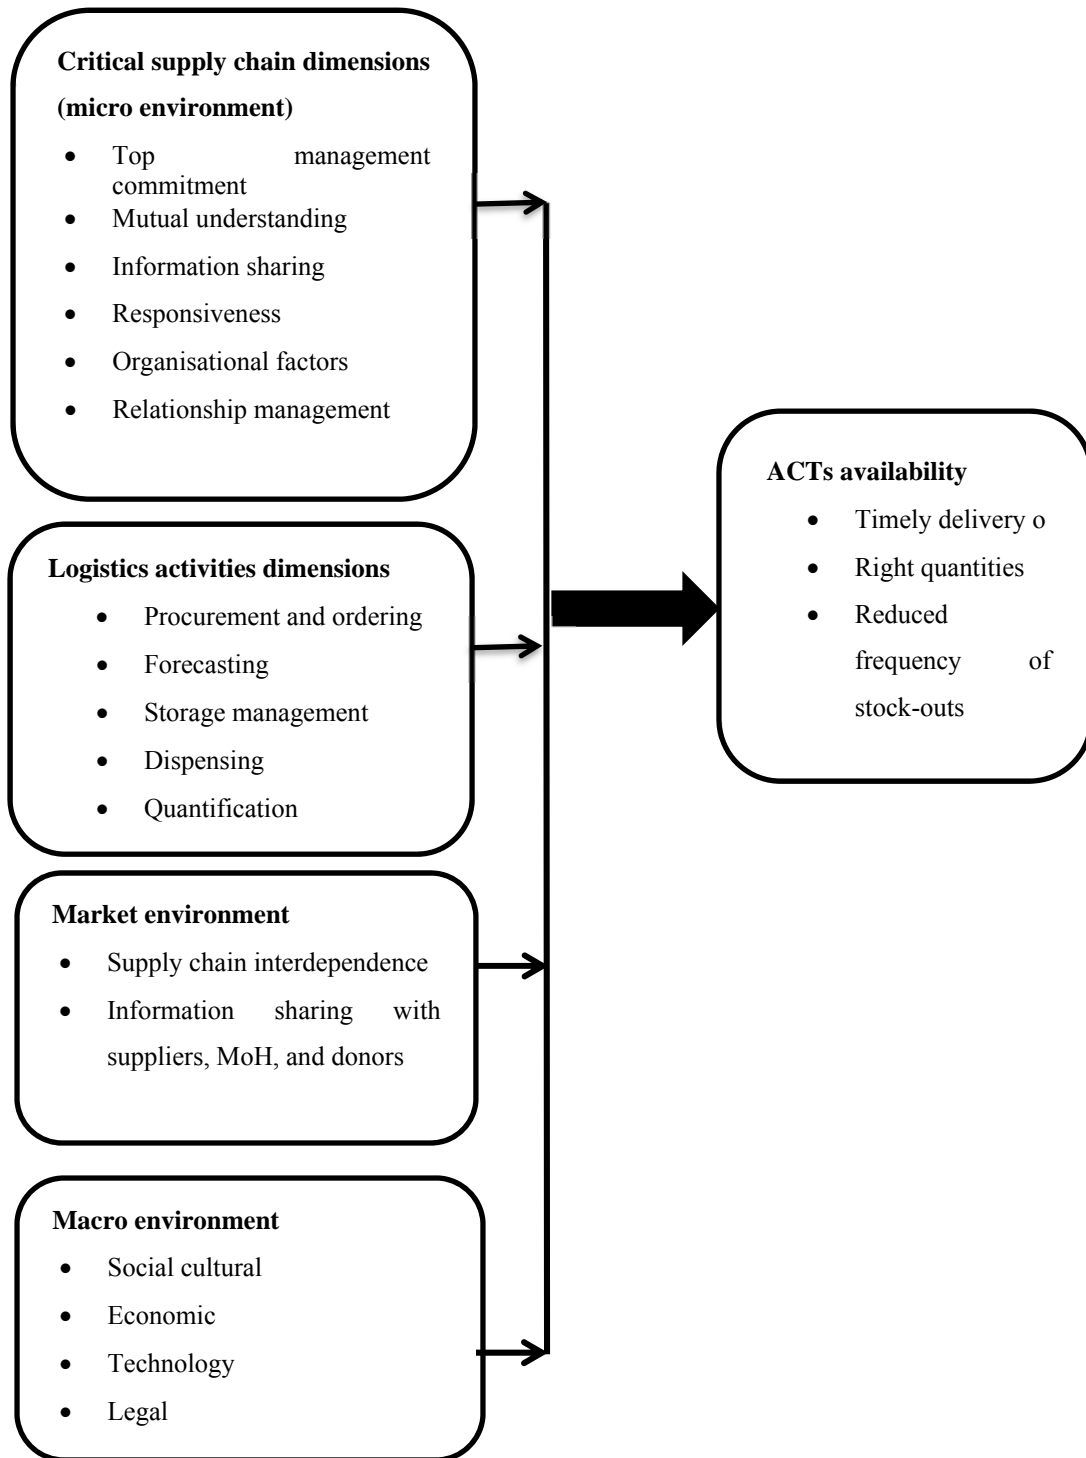 Critical supply chain dimensions
(micro environment)
• Top management
commitment
• Mutual understanding
• Information sharing
• Responsiveness
• Organisational factors
• Relationship management
Logistics activities dimensions
• Procurement and ordering
• Forecasting
• Storage management
• Dispensing
• Quantification
Market environment
• Supply chain interdependence
• Information sharing with
suppliers, MoH, and donors
Macro environment
• Social cultural
• Economic
• Technology
• Legal
ACTs availability
• Timely delivery o
• Right quantities
• Reduced
frequency of
stock-outs